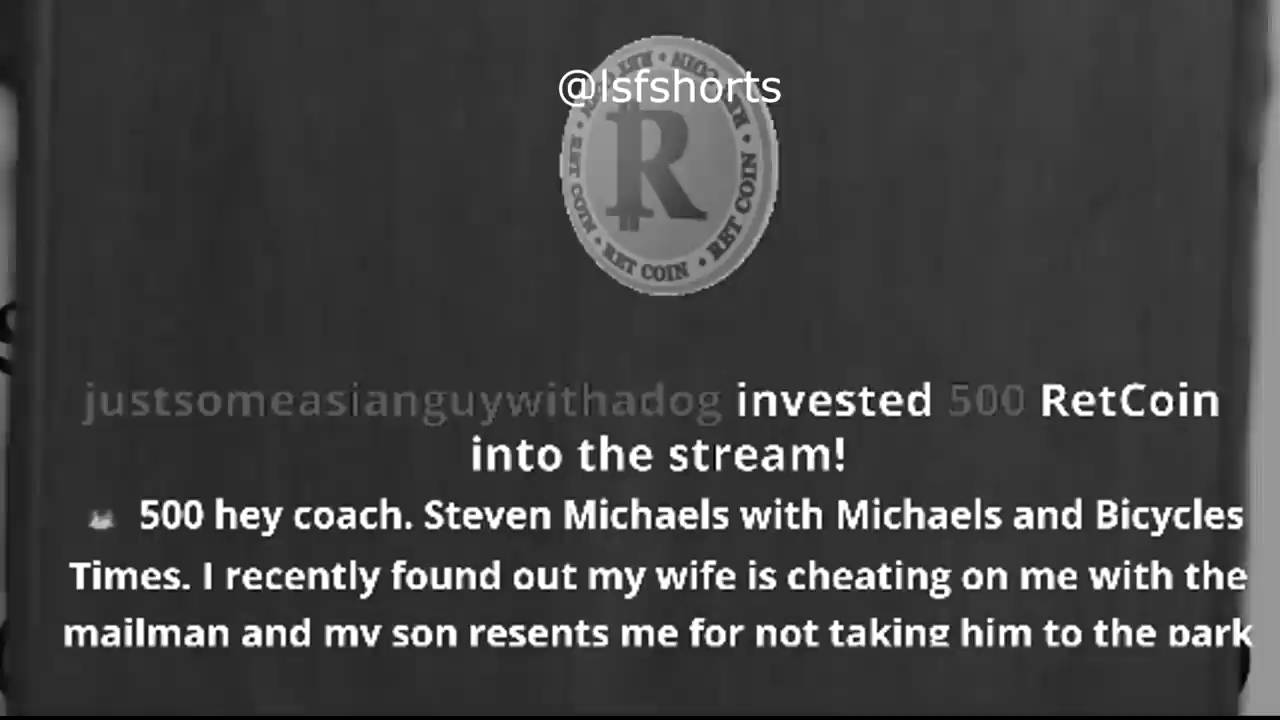 @lsfshorts
RET COIN • RET COIN • RET COIN • RET COIN
R
justsomeasianguywithadog invested 500 RetCoin
into the stream!
500 hey coach. Steven Michaels with Michaels and Bicycles
Times. I recently found out my wife is cheating on me with the
mailman and my son resents me for not taking him to the park